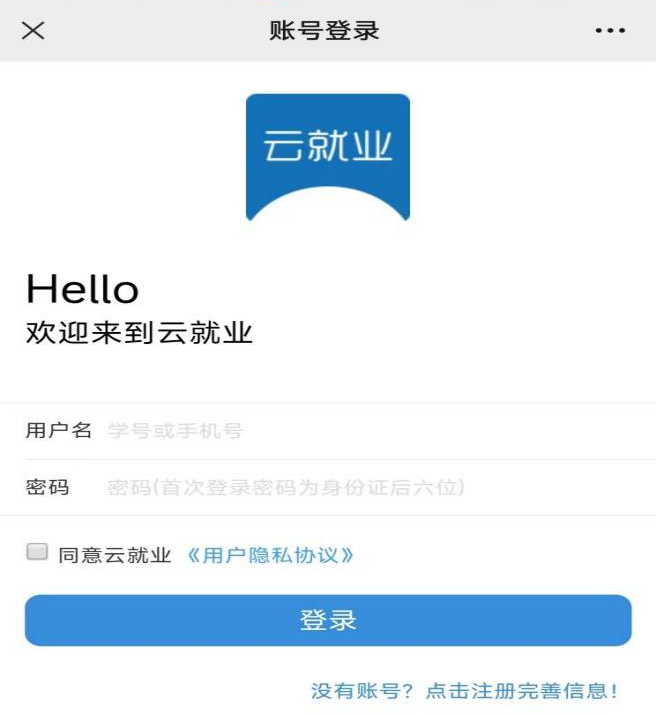 账号登录
云就业
Hello
欢迎来到云就业
用户名 学号或手机号
密码 密码(首次登录密码为身份证后六位)
同意云就业 《用户隐私协议》
登录
没有账号？点击注册完善信息！